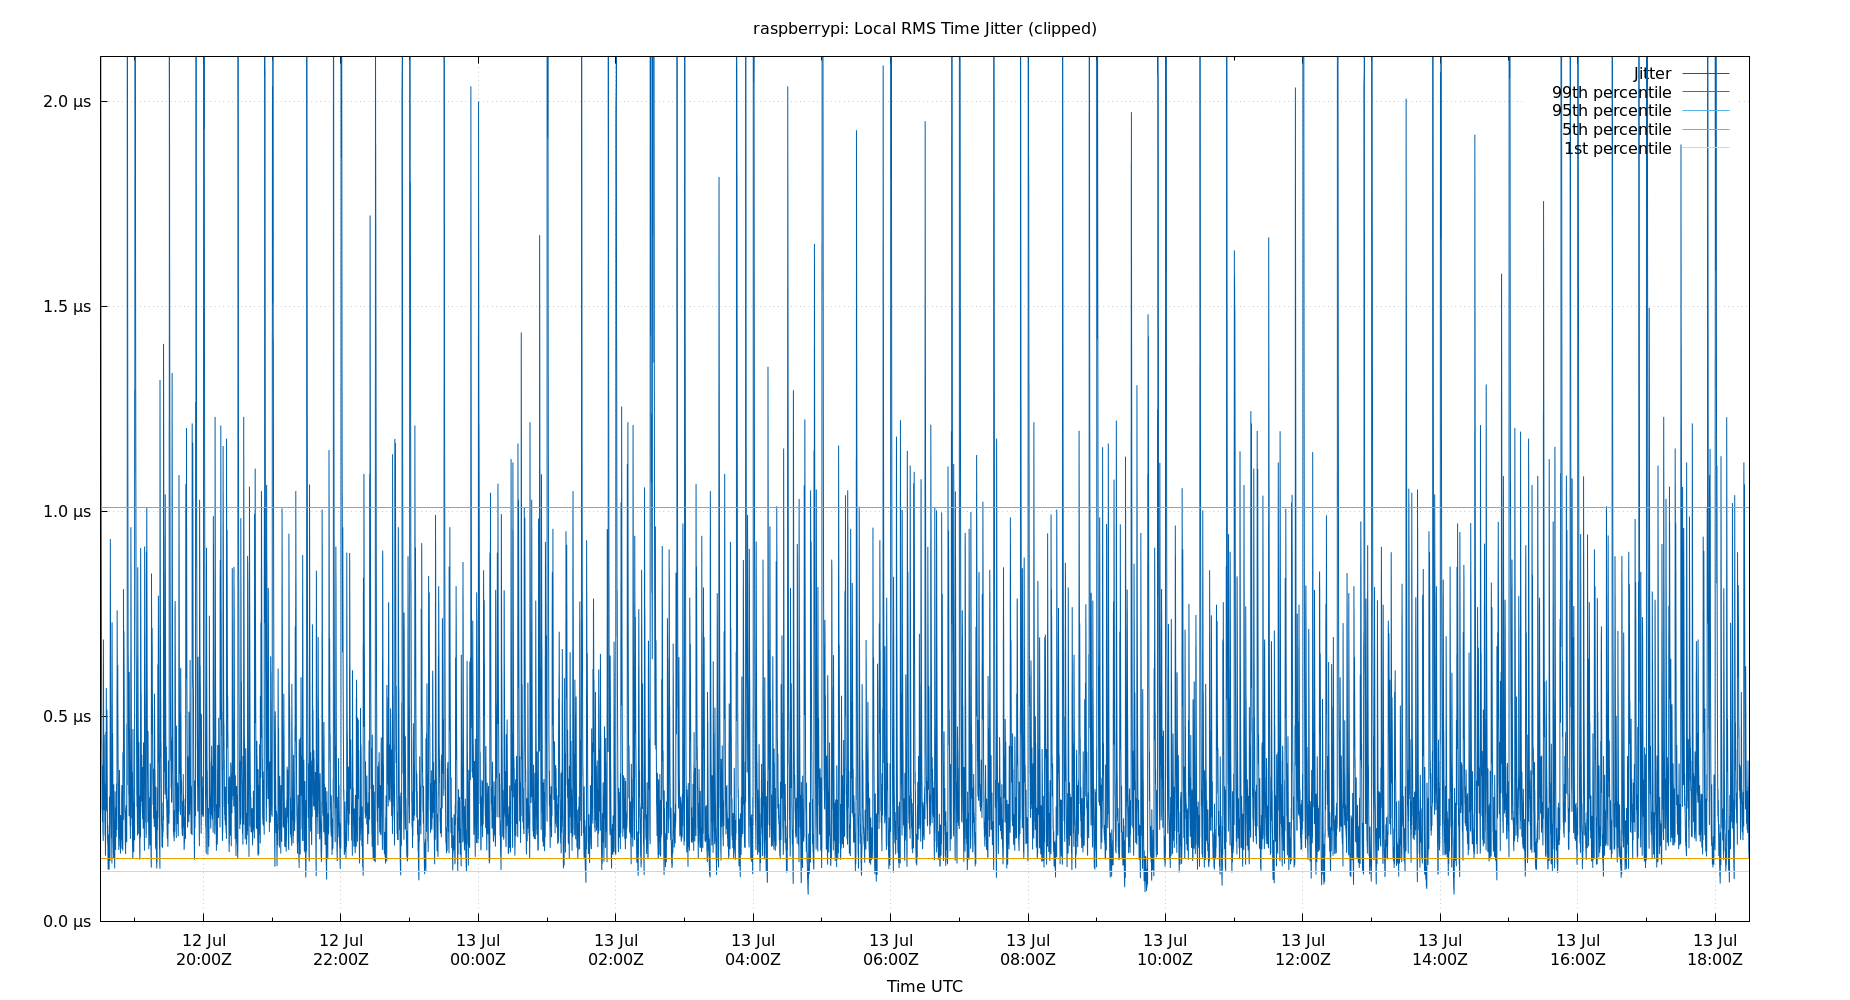 raspberrypi: Local RMS Time Jitter (clipped)
Jitter
99th percentile
95th percentile
5th percentile
1st percentile
2.0 µs
1.5 µs
1.0 µs
0.5 µs
0.0 µs
12 Jul 12 Jul 13 Jul 13 Jul 13 Jul 13 Jul 13 Jul 13 Jul 13 Jul 13 Jul 13 Jul 13 Jul
20:00Z 22:00Z 00:00Z 02:00Z 04:00Z 06:00Z 08:00Z 10:00Z 12:00Z 14:00Z 16:00Z 18:00Z
Time UTC